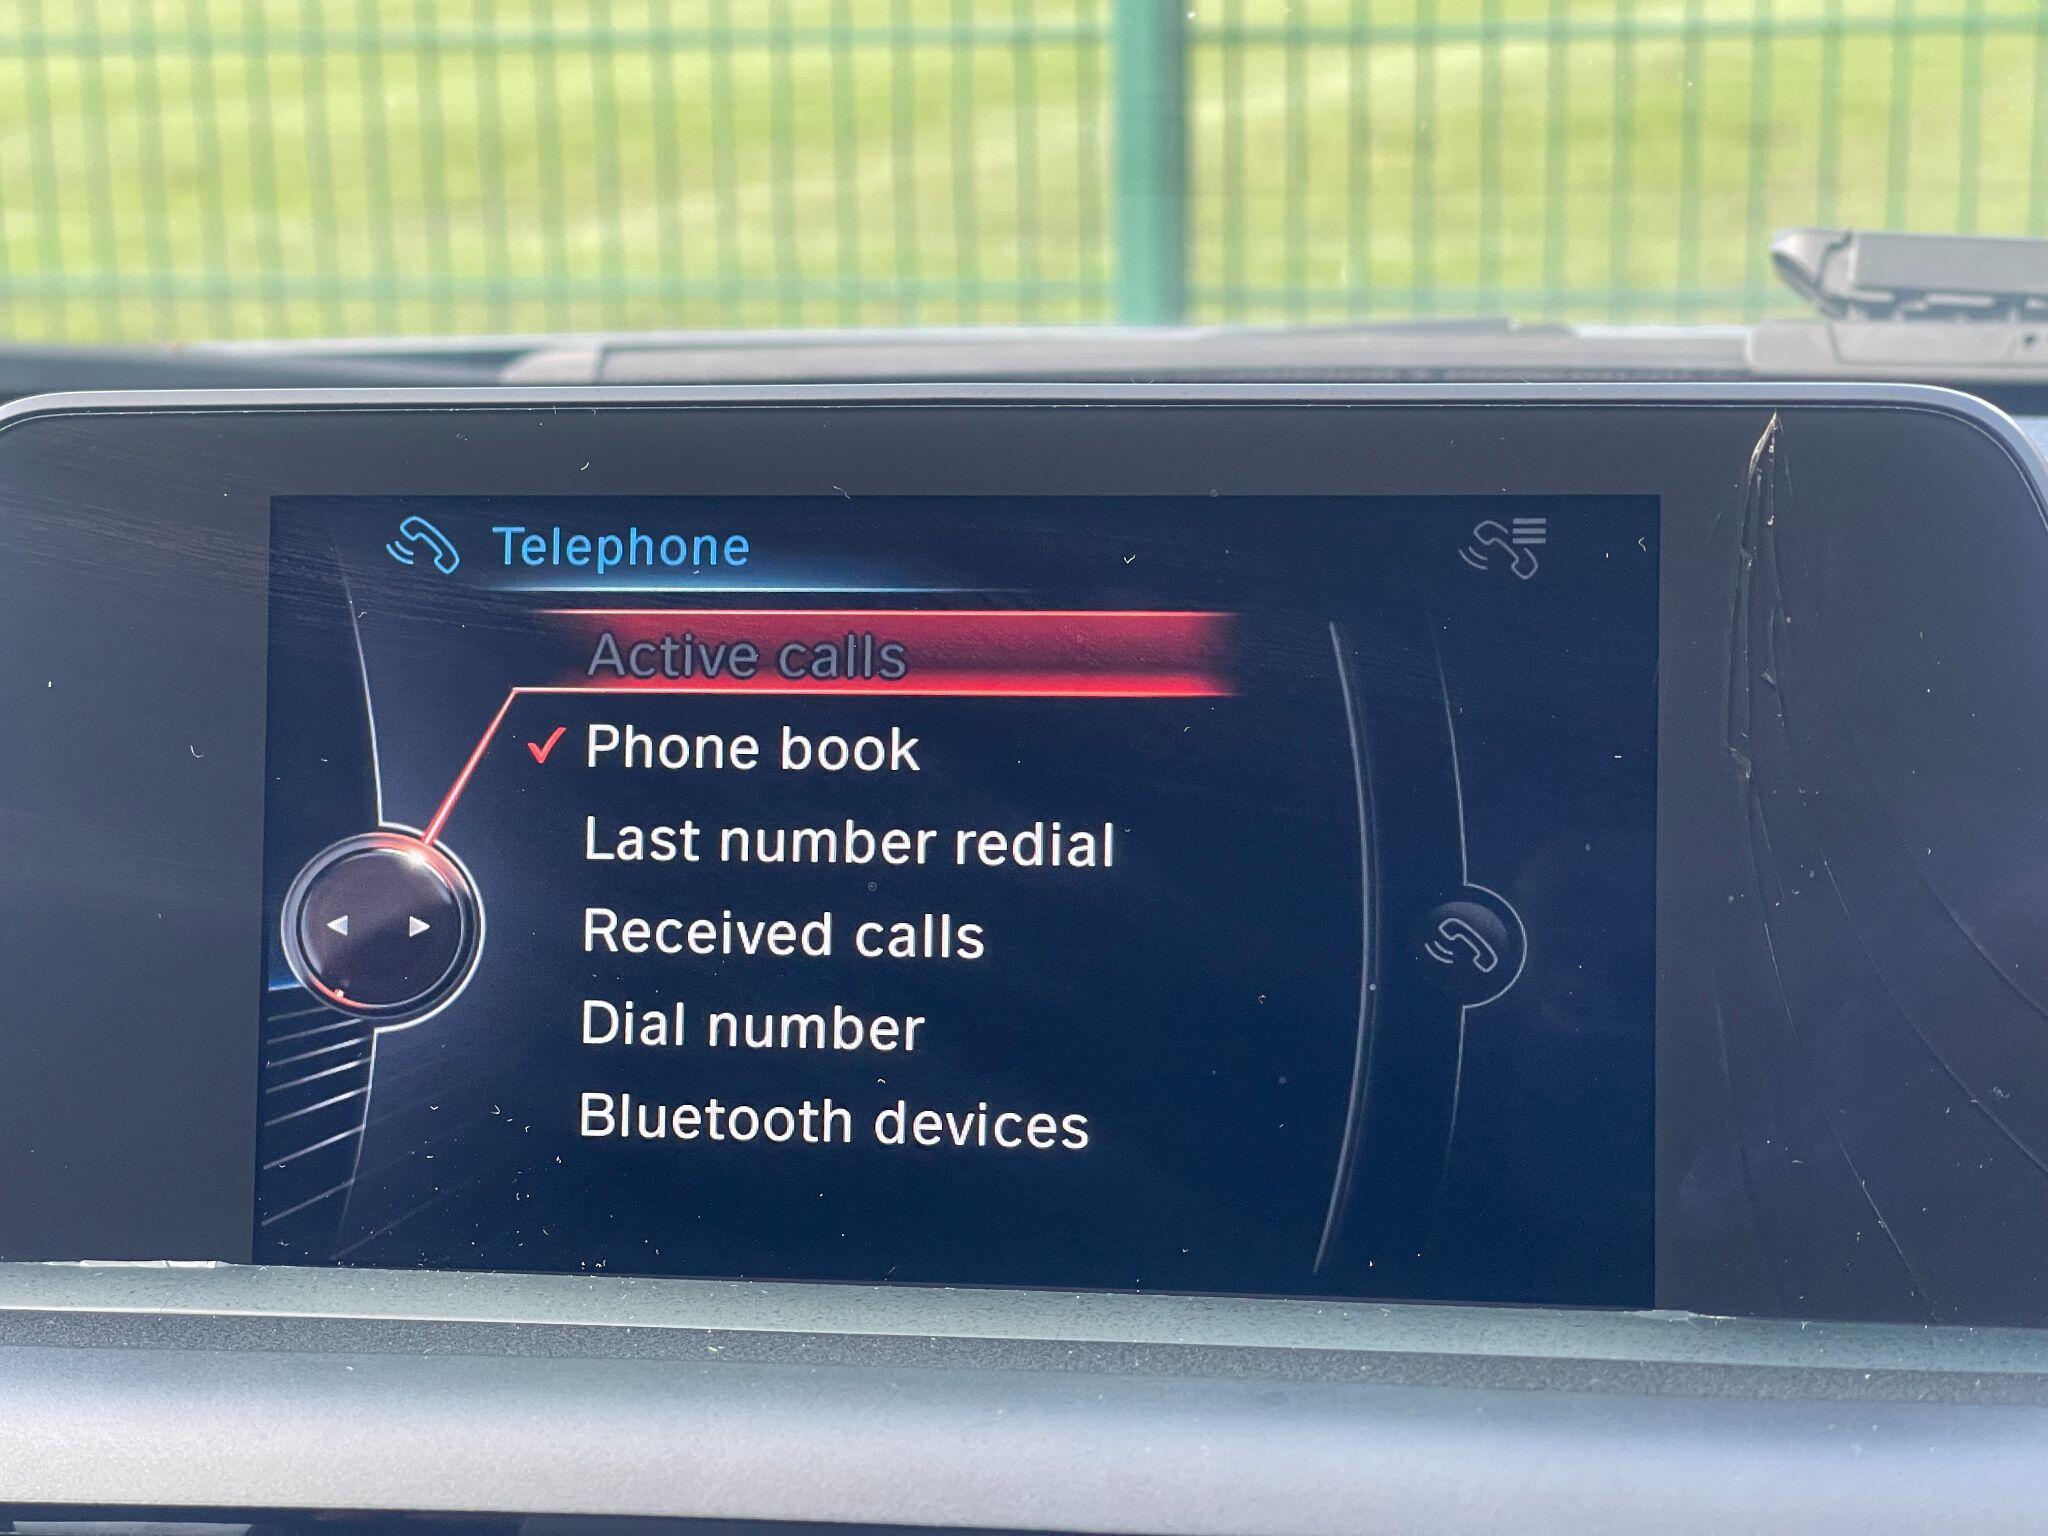 Telephone
Active calls
Phone book
Last number redial
Received calls
Dial number
Bluetooth devices